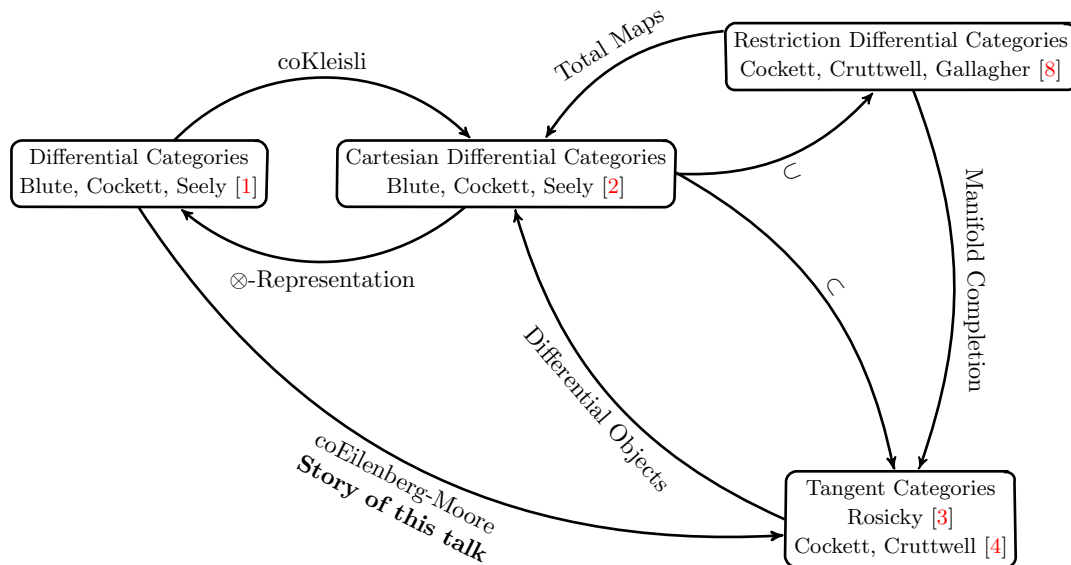 Restriction Differential Categories
Cockett, Cruttwell, Gallagher [8]
Total Maps
coKleisli
Differential Categories
Blute, Cockett, Seely [1]
Cartesian Differential Categories
Blute, Cockett, Seely [2]
⊂
⊗-Representation
⊂
Manifold Completion
Differential Objects
coEilenberg-Moore
Story of this talk
Tangent Categories
Rosicky [3]
Cockett, Cruttwell [4]